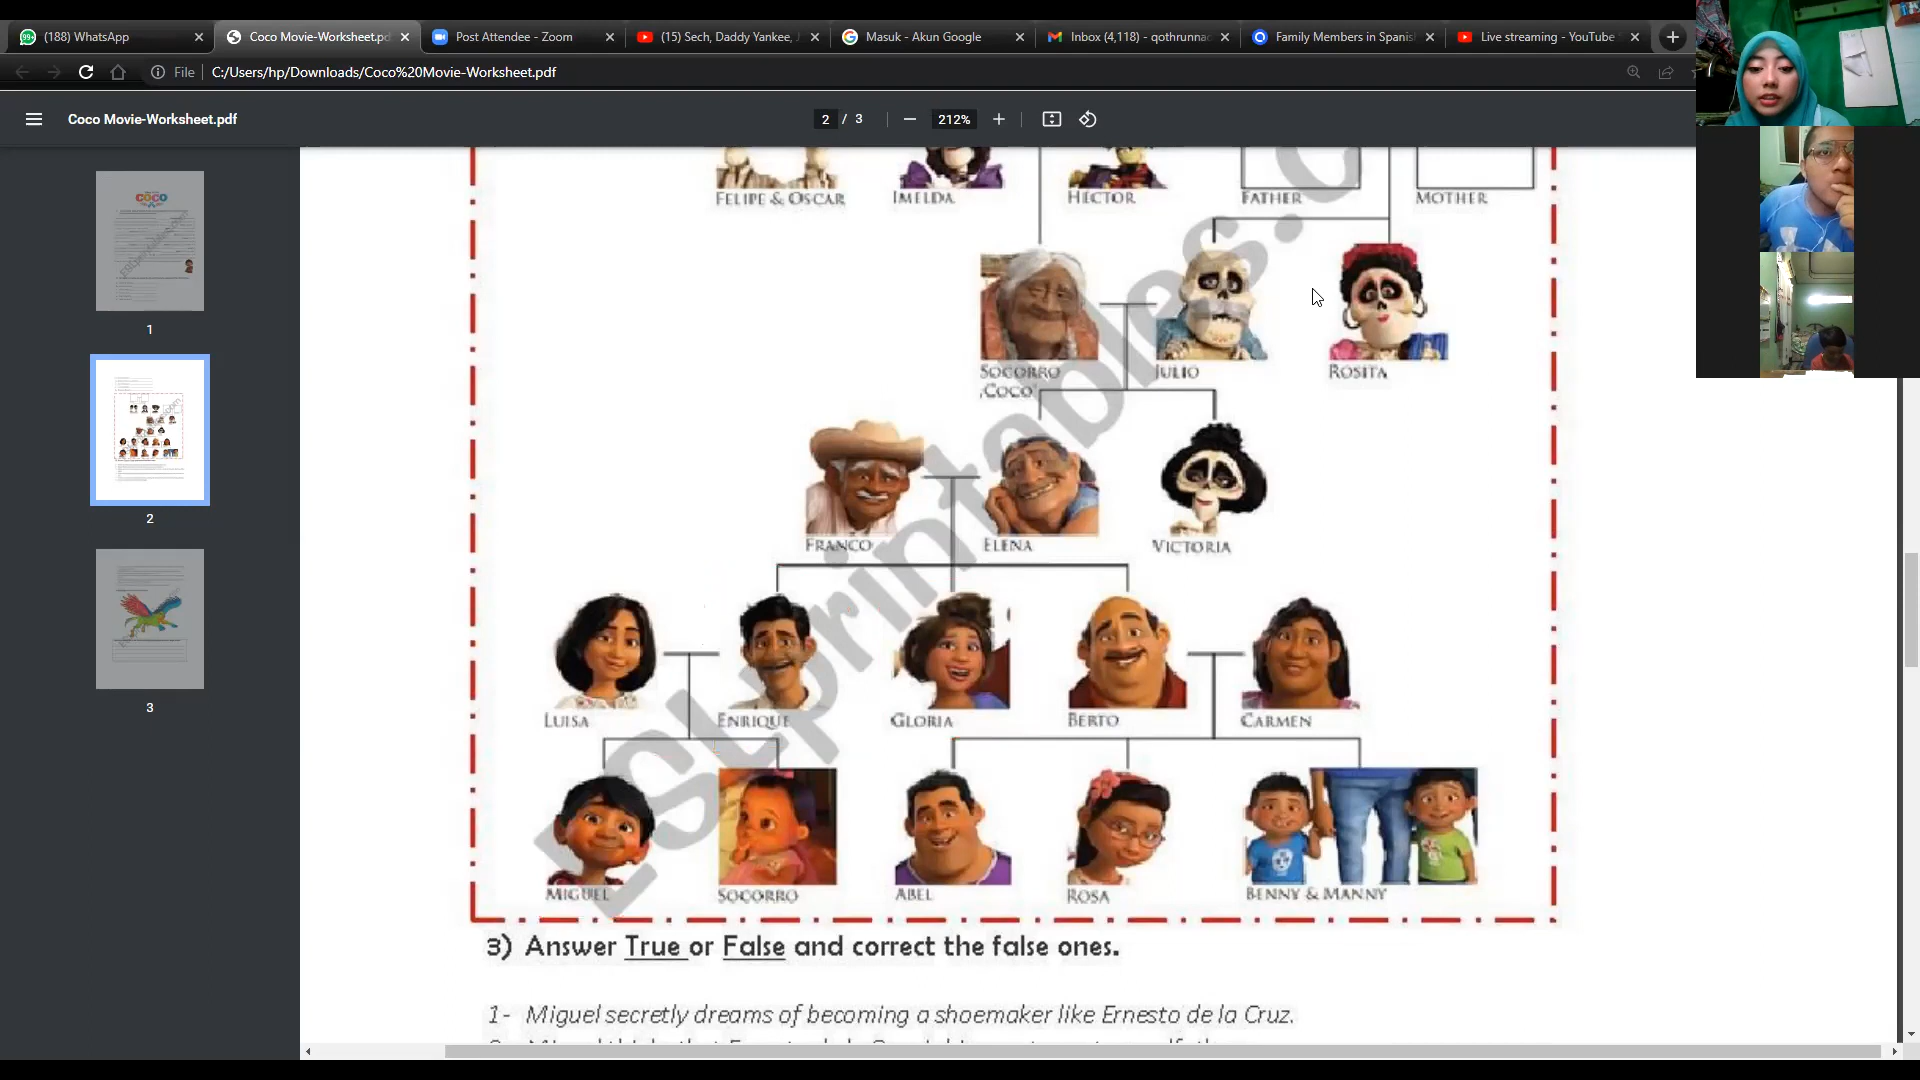 (188) WhatsApp
Coco Movie-Worksheet.pd
Post Attendee - Zoom
(15) Sech, Daddy Yankee, J
Masuk - Akun Google
Inbox (4,118) - qothrunnad
Family Members in Spanis
Live streaming - YouTube
File
C:/Users/hp/Downloads/Coco%20Movie-Worksheet.pdf
Coco Movie-Worksheet.pdf
2 / 3
212%
COCO
1
2
3
FELIPE & OSCAR
IMELDA
HECTOR
FATHER
MOTHER
SOCORRO
'COCO'
JULIO
ROSITA
FRANCO
ELENA
VICTORIA
LUISA
ENRIQUE
GLORIA
BERTO
CARMEN
MIGUEL
SOCORRO
ABEL
ROSA
BENNY & MANNY
ESLprintables.c
3) Answer True or False and correct the false ones.
1- Miguel secretly dreams of becoming a shoemaker like Ernesto de la Cruz.